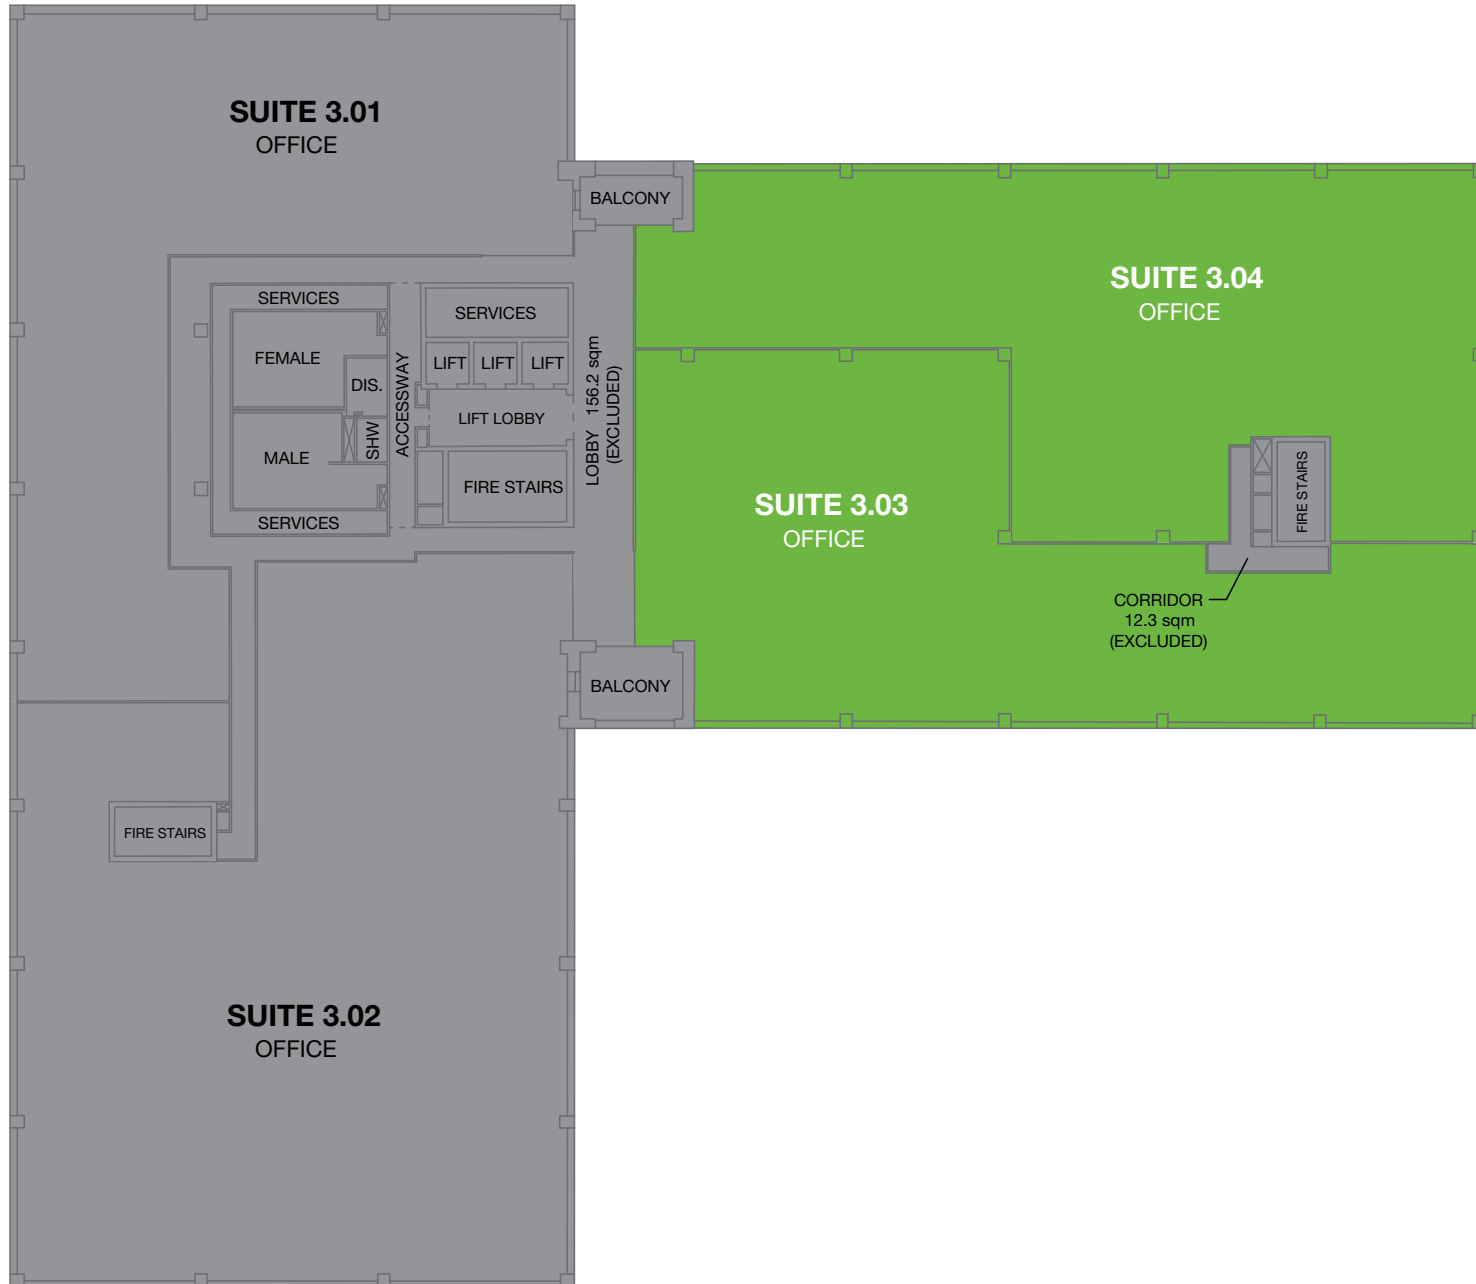 SUITE 3.01
OFFICE
BALCONY
SUITE 3.04
OFFICE
SERVICES
SERVICES
FEMALE
LIFT
LIFT
LIFT
DIS.
ACCESSWAY
LOBBY 156.2 sqm
(EXCLUDED)
LIFT LOBBY
SHW
MALE
FIRE STAIRS
SERVICES
SUITE 3.03
OFFICE
FIRE STAIRS
CORRIDOR
12.3 sqm
(EXCLUDED)
BALCONY
FIRE STAIRS
SUITE 3.02
OFFICE